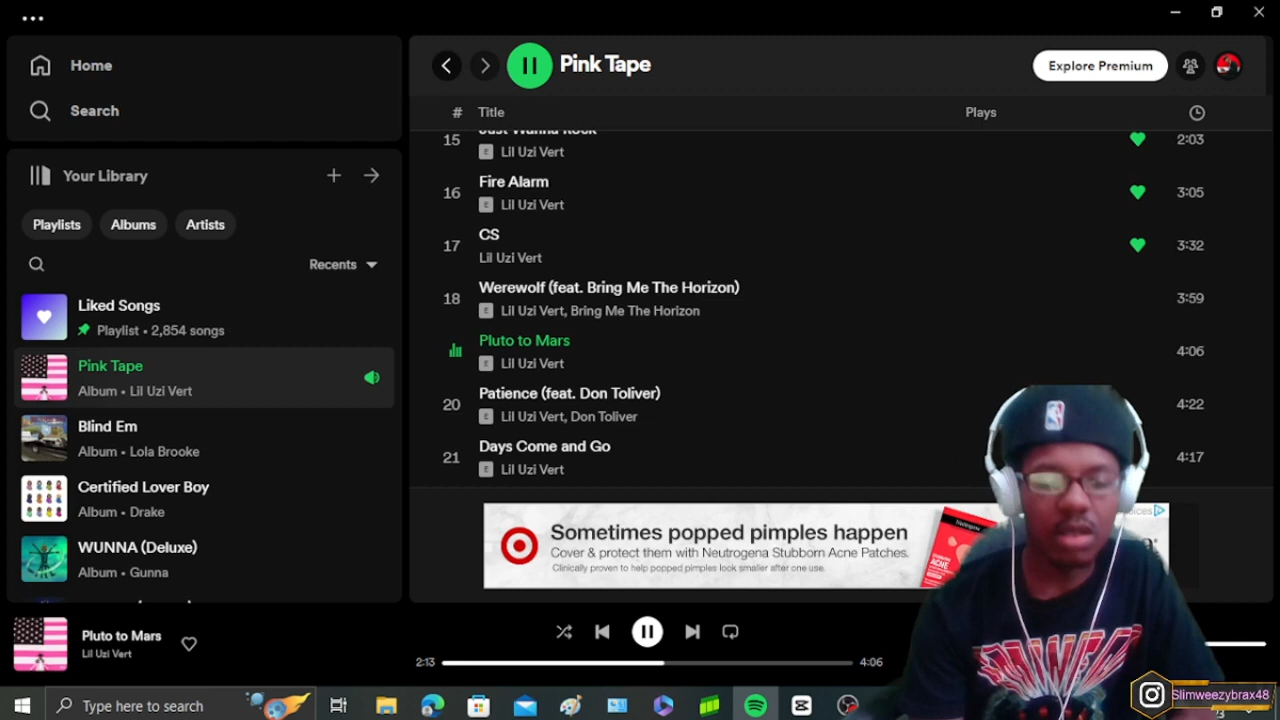 Home
Search
Your Library
Playlists
Albums
Artists
Recents
Liked Songs
Playlist • 2,854 songs
Pink Tape
Album • Lil Uzi Vert
Blind Em
Album • Lola Brooke
Certified Lover Boy
Album • Drake
WUNNA (Deluxe)
Album • Gunna
Pink Tape
Explore Premium
# Title Plays
15 Just Wanna Rock 2:03
E Lil Uzi Vert
16 Fire Alarm 3:05
E Lil Uzi Vert
17 CS 3:32
Lil Uzi Vert
18 Werewolf (feat. Bring Me The Horizon) 3:59
E Lil Uzi Vert, Bring Me The Horizon
Pluto to Mars 4:06
E Lil Uzi Vert
20 Patience (feat. Don Toliver) 4:22
E Lil Uzi Vert, Don Toliver
21 Days Come and Go 4:17
E Lil Uzi Vert
Sometimes popped pimples happen
Cover & protect them with Neutrogena Stubborn Acne Patches.
Clinically proven to help popped pimples look smaller after one use.
Pluto to Mars
Lil Uzi Vert
2:13 4:06
Type here to search
Slimweezybrax48